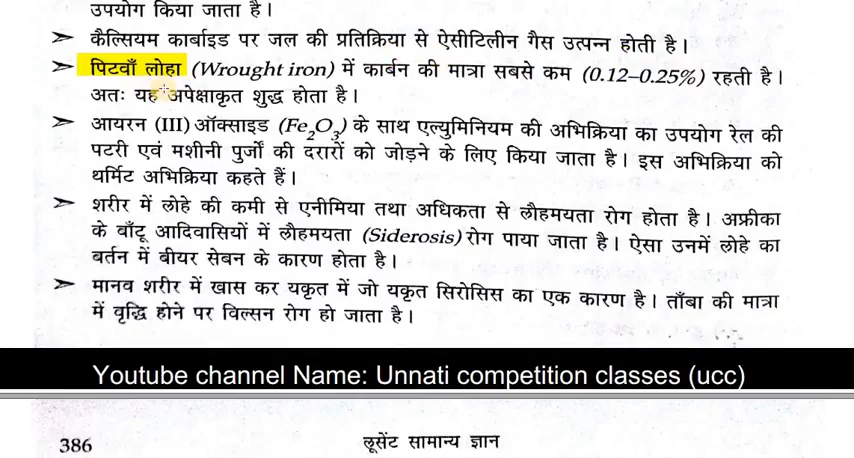 उपयोग किया जाता है।
➢ कैल्सियम कार्बाइड पर जल की प्रतिक्रिया से ऐसीटिलीन गैस उत्पन्न होती है।
➢ पिटवाँ लोहा (Wrought iron) में कार्बन की मात्रा सबसे कम (0.12–0.25%) रहती है।
अतः यह अपेक्षाकृत शुद्ध होता है।
➢ आयरन (III) ऑक्साइड (Fe₂O₃) के साथ एल्युमिनियम की अभिक्रिया का उपयोग रेल की
पटरी एवं मशीनी पुर्जो की दरारों को जोड़ने के लिए किया जाता है। इस अभिक्रिया को
थर्मिट अभिक्रिया कहते हैं।
➢ शरीर में लोहे की कमी से एनीमिया तथा अधिकता से लौहमयता रोग होता है। अफ्रीका
के बाँटू आदिवासियों में लौहमयता (Siderosis) रोग पाया जाता है। ऐसा उनमें लोहे का
बर्तन में बीयर सेबन के कारण होता है।
➢ मानव शरीर में खास कर यकृत में जो यकृत सिरोसिस का एक कारण है। ताँबा की मात्रा
में वृद्धि होने पर विल्सन रोग हो जाता है।
Youtube channel Name: Unnati competition classes (ucc)
386 लूसेंट सामान्य ज्ञान